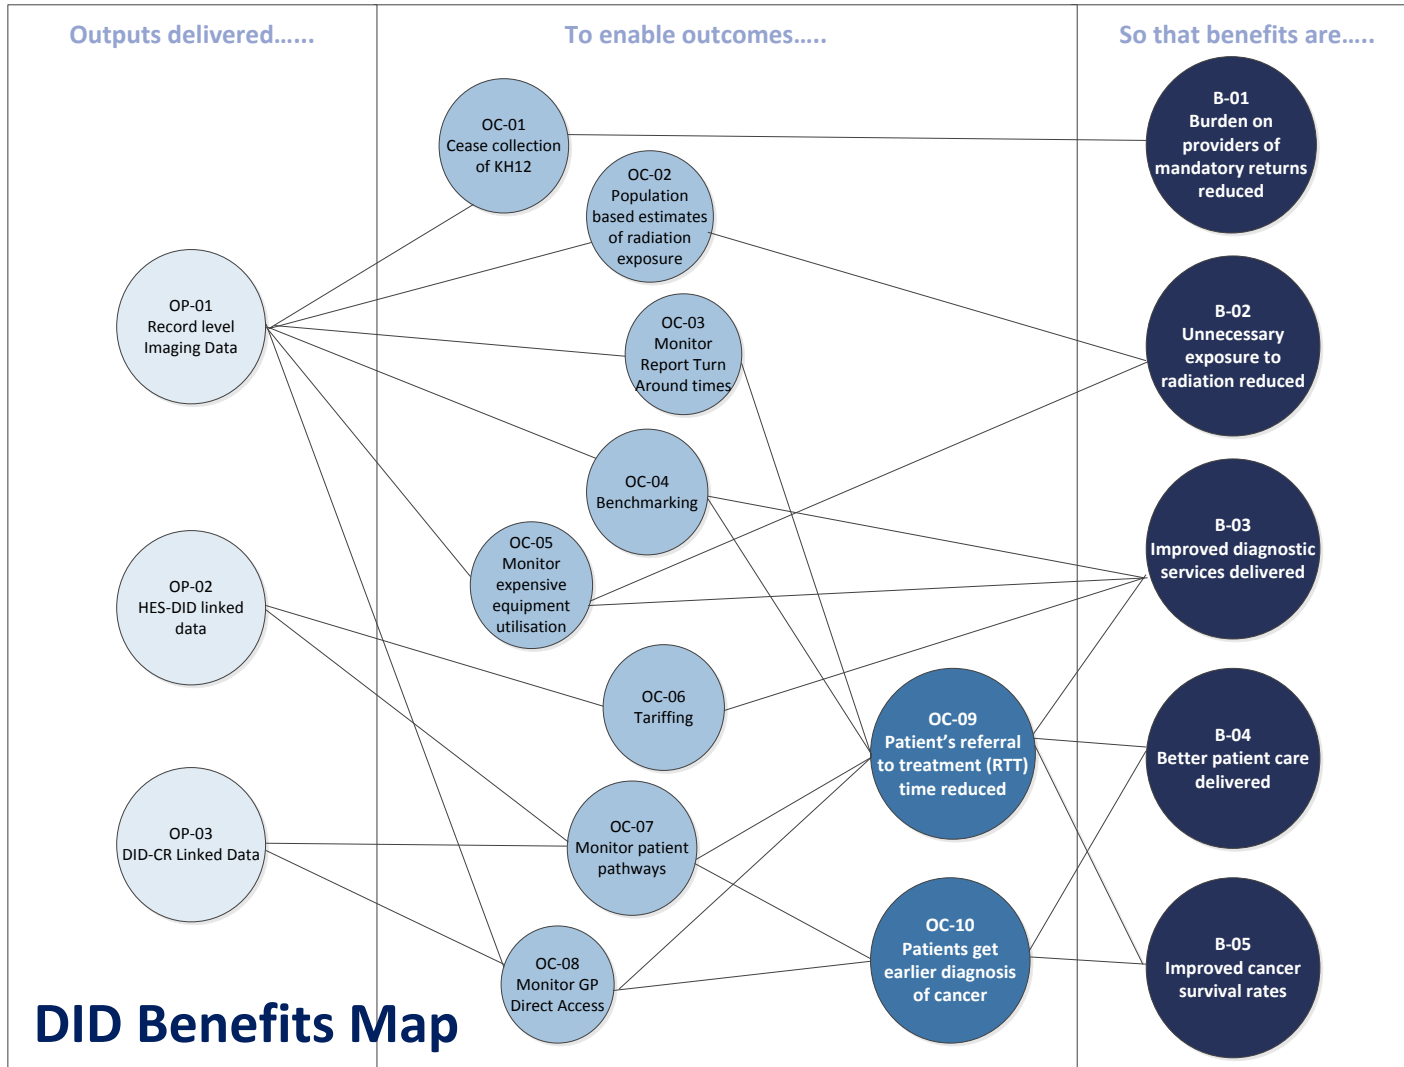 Outputs delivered......
To enable outcomes.....
So that benefits are.....
OP-01
Record level
Imaging Data
OP-02
HES-DID linked
data
OP-03
DID-CR Linked Data
OC-01
Cease collection
of KH12
OC-02
Population
based estimates
of radiation
exposure
OC-03
Monitor
Report Turn
Around times
OC-04
Benchmarking
OC-05
Monitor
expensive
equipment
utilisation
OC-06
Tariffing
OC-07
Monitor patient
pathways
OC-08
Monitor GP
Direct Access
OC-09
Patient’s referral
to treatment (RTT)
time reduced
OC-10
Patients get
earlier diagnosis
of cancer
B-01
Burden on
providers of
mandatory returns
reduced
B-02
Unnecessary
exposure to
radiation reduced
B-03
Improved diagnostic
services delivered
B-04
Better patient care
delivered
B-05
Improved cancer
survival rates
DID Benefits Map